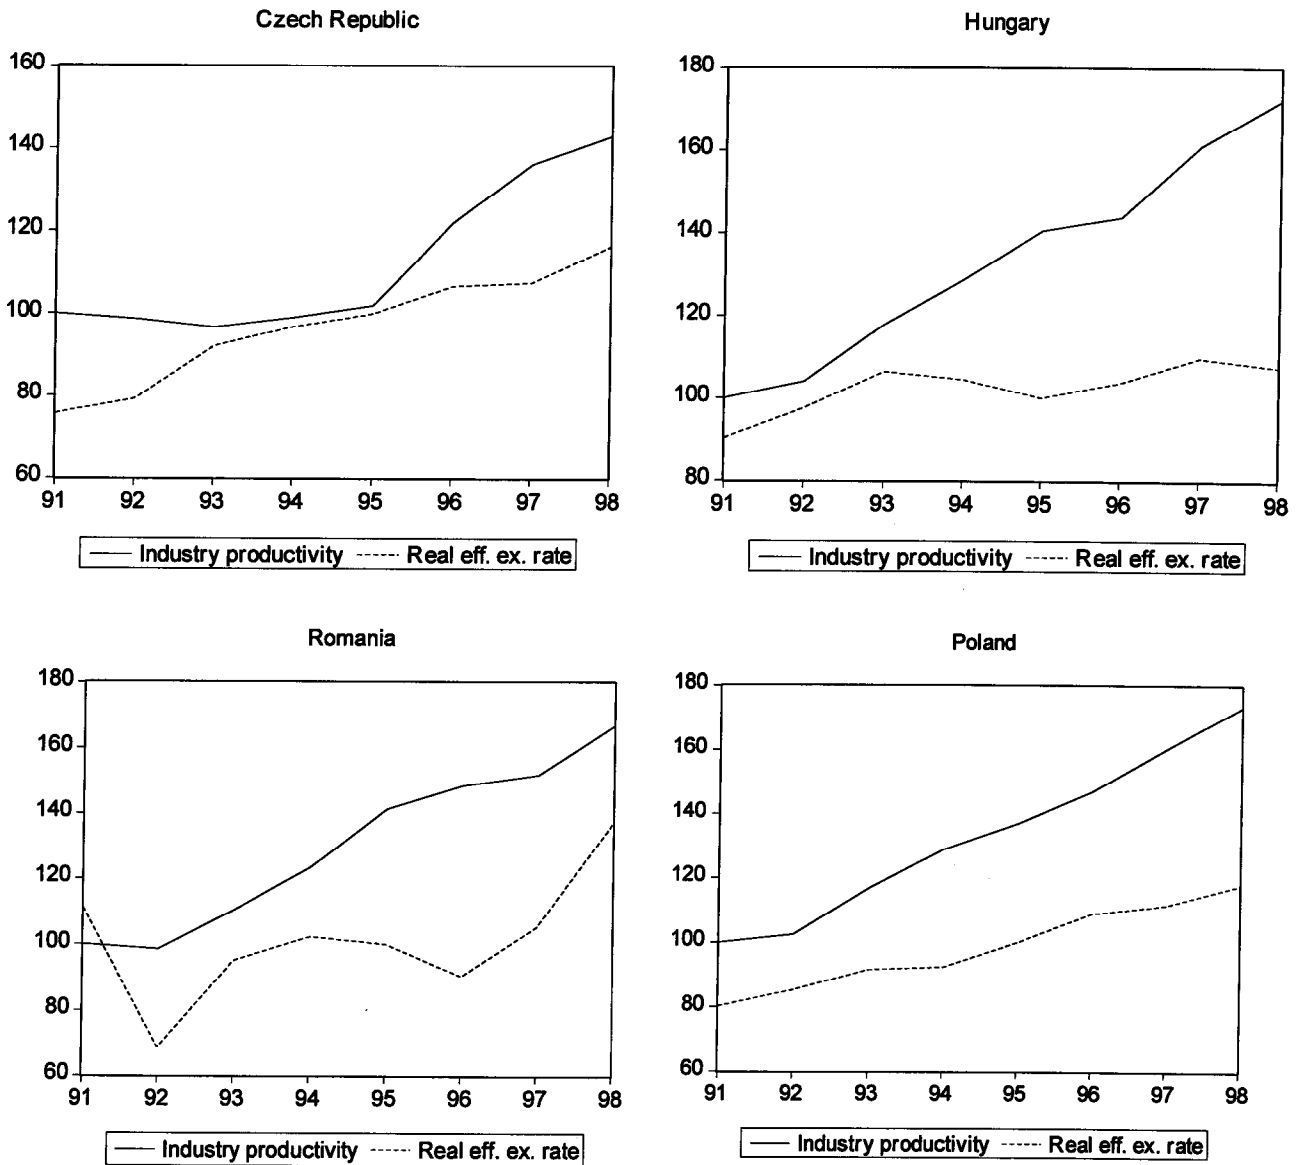 Czech Republic
160
140
120
100
80
60
91 92 93 94 95 96 97 98
Industry productivity Real eff. ex. rate
Hungary
180
160
140
120
100
80
91 92 93 94 95 96 97 98
Industry productivity Real eff. ex. rate
Romania
180
160
140
120
100
80
60
91 92 93 94 95 96 97 98
Industry productivity Real eff. ex. rate
Poland
180
160
140
120
100
80
60
91 92 93 94 95 96 97 98
Industry productivity Real eff. ex. rate